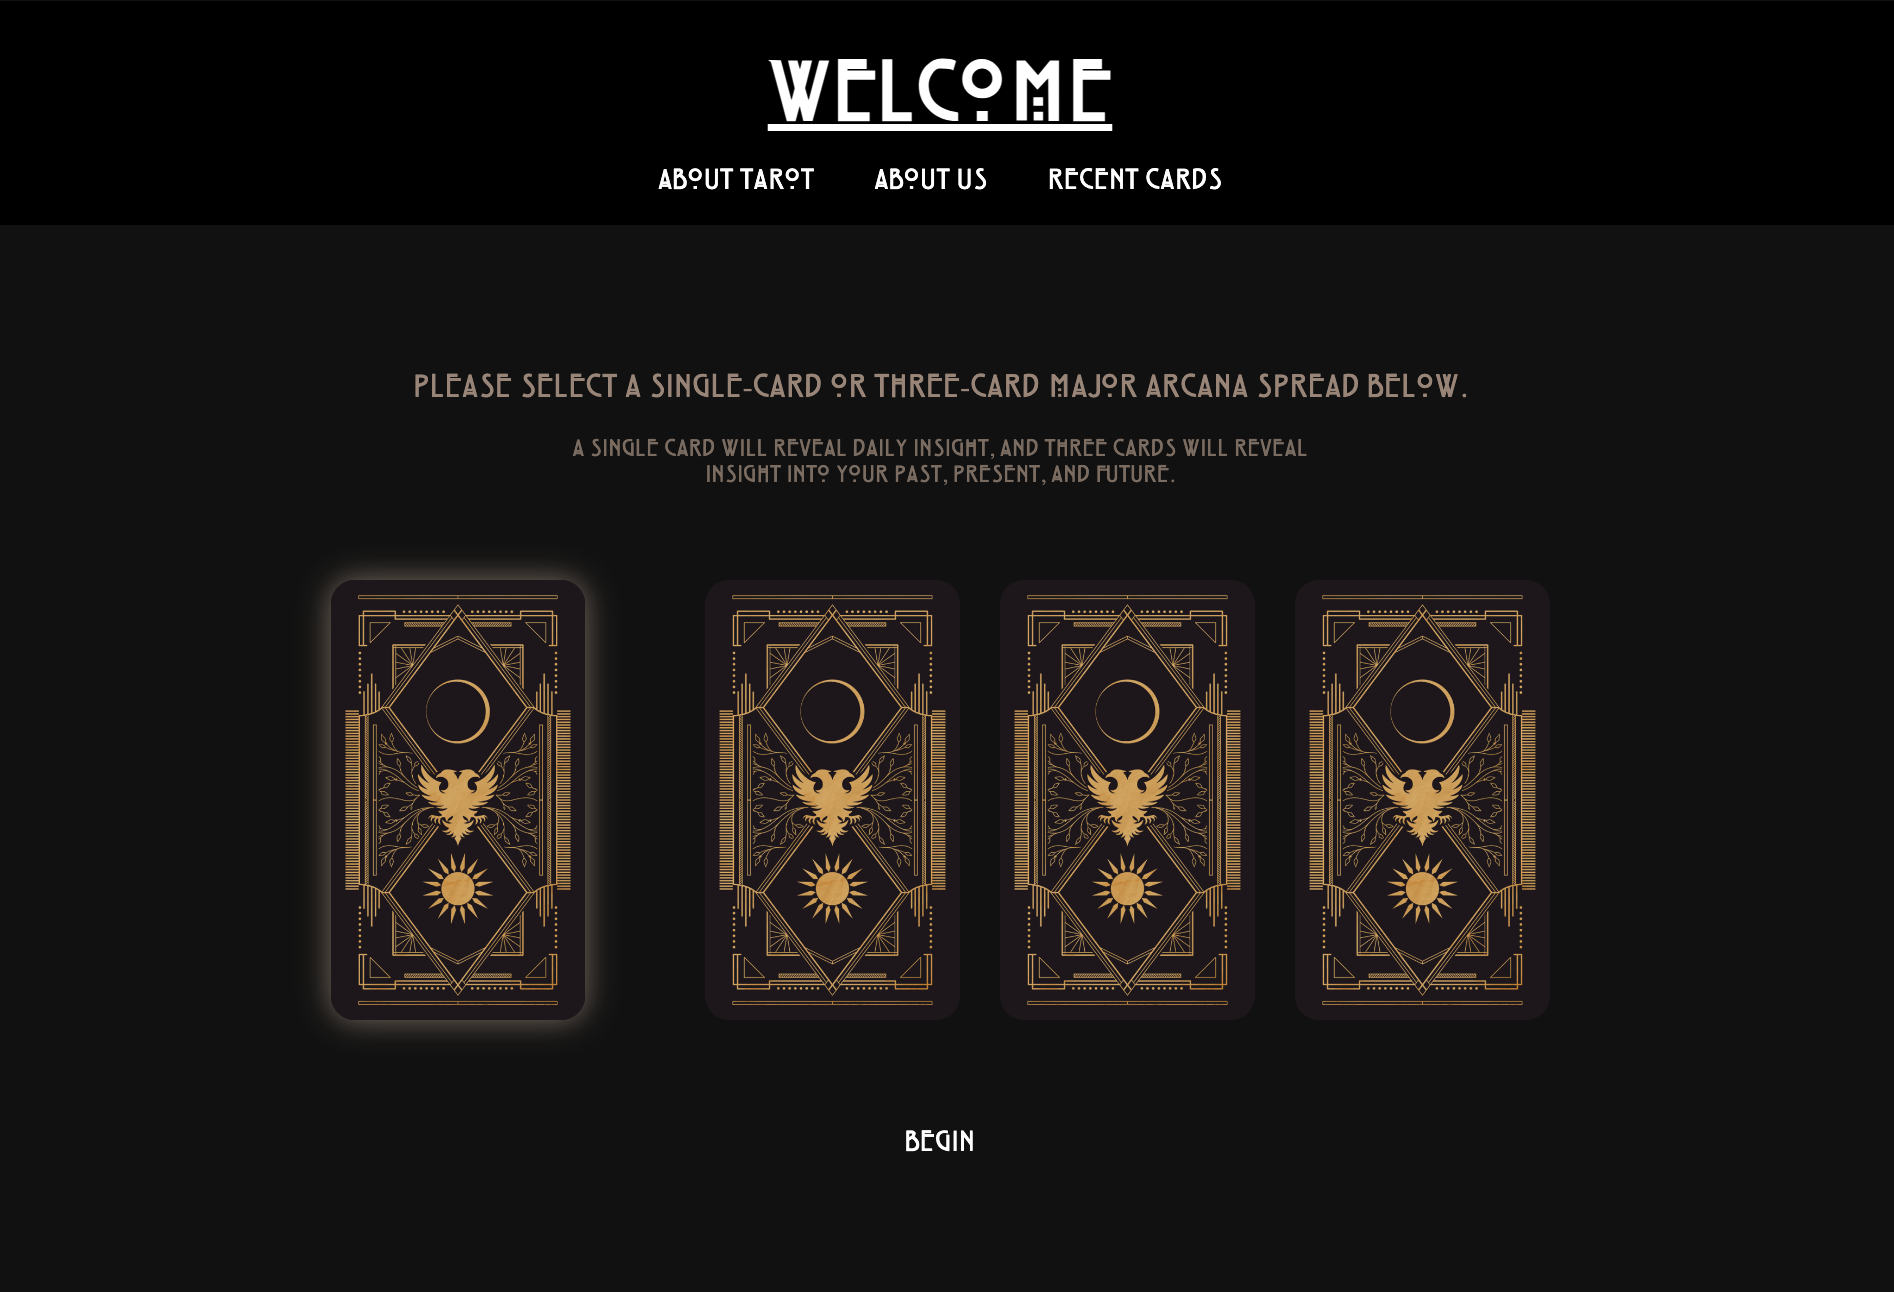 WELCOME
ABOUT TAROT ABOUT US RECENT CARDS
PLEASE SELECT A SINGLE-CARD OR THREE-CARD MAJOR ARCANA SPREAD BELOW.
A SINGLE CARD WILL REVEAL DAILY INSIGHT, AND THREE CARDS WILL REVEAL
INSIGHT INTO YOUR PAST, PRESENT, AND FUTURE.
BEGIN